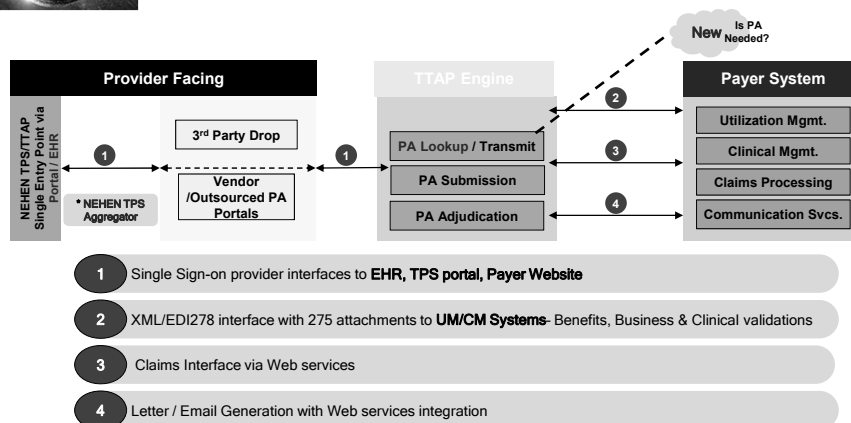 New Is PA
Needed?
Provider Facing
TTAP Engine
Payer System
NEHEN TPS/TTAP
Single Entry Point via
Portal / EHR
1
* NEHEN TPS
Aggregator
3rd Party Drop
Vendor
/Outsourced PA
Portals
1
PA Lookup / Transmit
PA Submission
PA Adjudication
2
3
4
Utilization Mgmt.
Clinical Mgmt.
Claims Processing
Communication Svcs.
1 Single Sign-on provider interfaces to EHR, TPS portal, Payer Website
2 XML/EDI278 interface with 275 attachments to UM/CM Systems- Benefits, Business & Clinical validations
3 Claims Interface via Web services
4 Letter / Email Generation with Web services integration